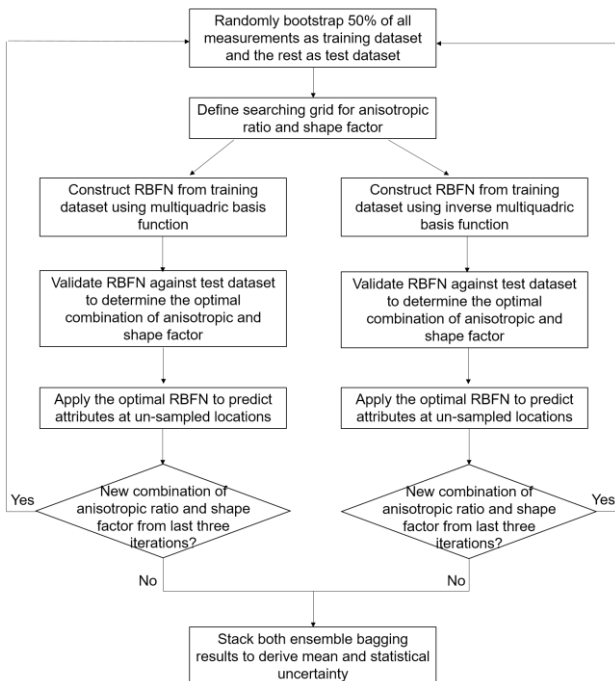 Randomly bootstrap 50% of all
measurements as training dataset
and the rest as test dataset
Define searching grid for anisotropic
ratio and shape factor
Construct RBFN from training
dataset using multiquadric basis
function
Construct RBFN from training
dataset using inverse multiquadric
basis function
Validate RBFN against test dataset
to determine the optimal
combination of anisotropic and
shape factor
Validate RBFN against test dataset
to determine the optimal
combination of anisotropic and
shape factor
Apply the optimal RBFN to predict
attributes at un-sampled locations
Apply the optimal RBFN to predict
attributes at un-sampled locations
Yes
New combination of
anisotropic ratio and shape
factor from last three
iterations?
New combination of
anisotropic ratio and shape
factor from last three
iterations?
Yes
No
No
Stack both ensemble bagging
results to derive mean and statistical
uncertainty